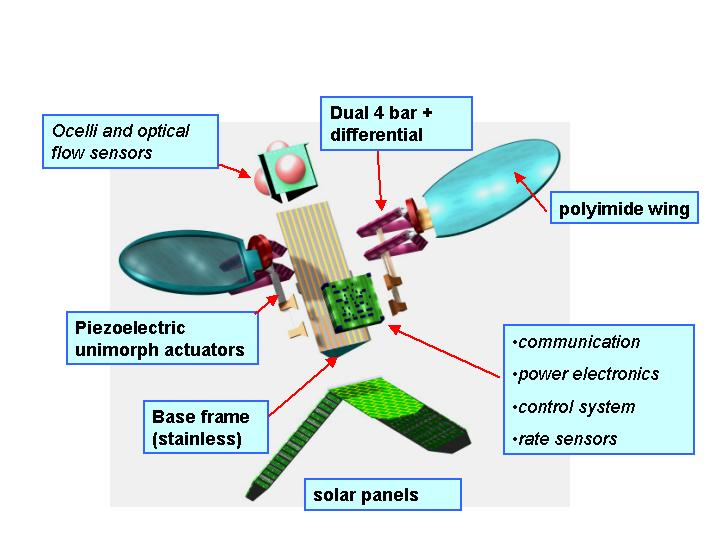 Dual 4 bar +
differential
Ocelli and optical
flow sensors
polyimide wing
Piezoelectric
unimorph actuators
•communication
•power electronics
•control system
•rate sensors
Base frame
(stainless)
solar panels